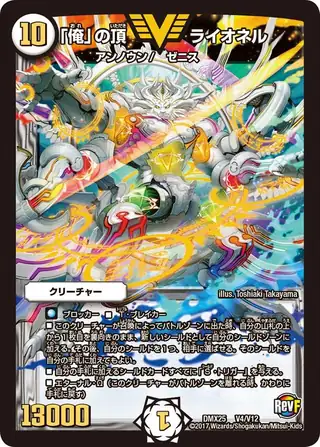 10
「俺」の頂 ライオネル
おれ いただき
アンノウン/ ゼニス
illus. Toshiaki Takayama
クリーチャー
ブロッカー T・ブレイカー
□このクリーチャーが召喚によってバトルゾーンに出た時、自分の山札の上から1枚目を裏向きのまま、新しいシールドとして自分のシールドゾーンに加える。その後、自分のシールドを1つ、相手に選ばせる。そのシールドを自分の手札に加えてもよい。
□自分の手札に加えるシールドカードすべてに「S・トリガー」を与える。
□エターナル・Ω(このクリーチャーがバトルゾーンを離れる時、かわりに手札に戻す)
13000
1
DMX25 V4/V12
©2017 Wizards/Shogakukan/Mitsui-Kids
RevF